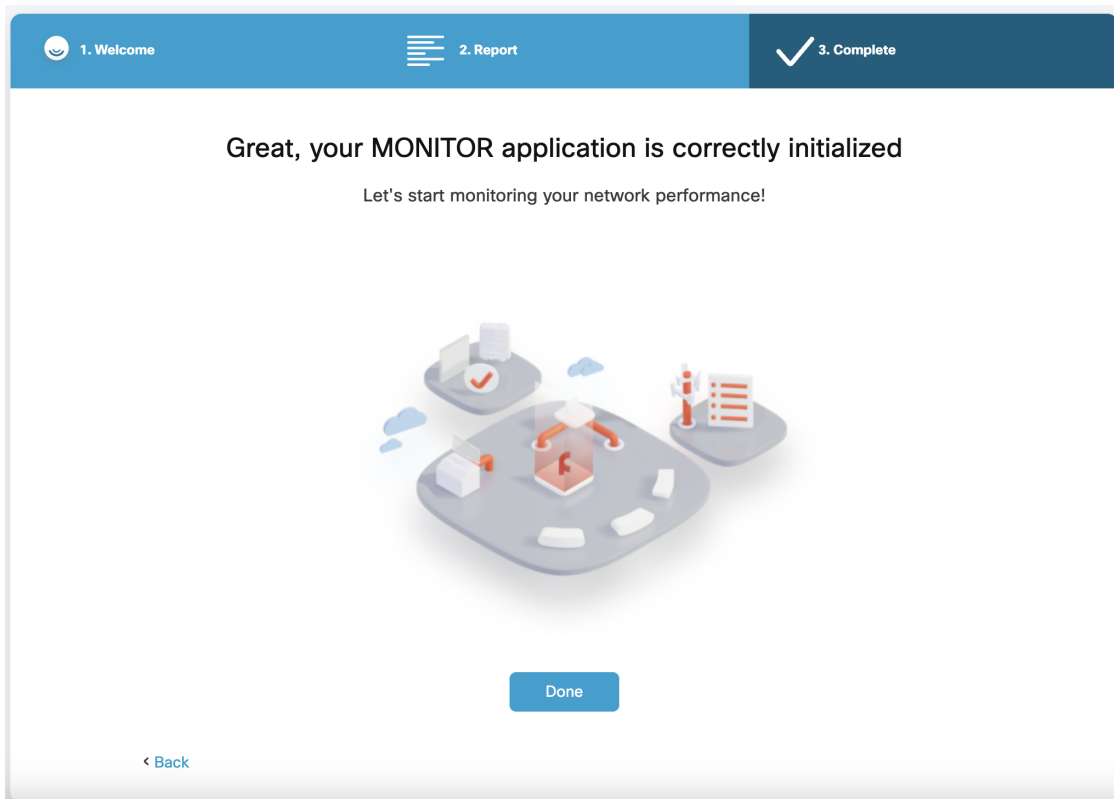 1. Welcome
2. Report
3. Complete
Great, your MONITOR application is correctly initialized
Let's start monitoring your network performance!
Done
Back